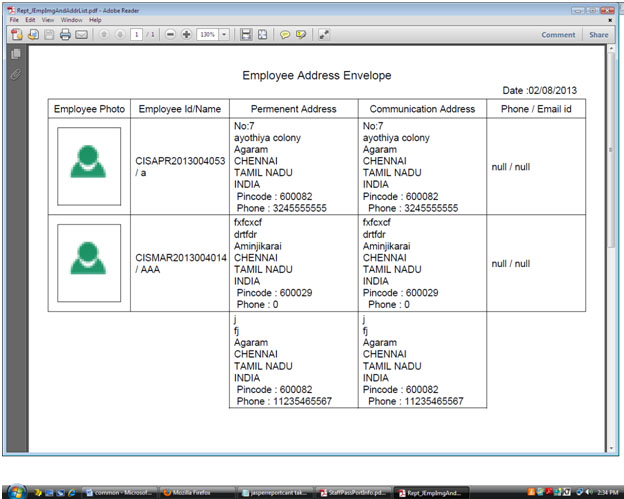 Rept_JEmpImgAndAddrList.pdf - Adobe Reader
File Edit View Window Help
1 / 1 130% Comment Share
Employee Address Envelope
Date :02/08/2013
Employee Photo Employee Id/Name Permenent Address Communication Address Phone / Email id
CISAPR2013004053
/ a
No:7
ayothiya colony
Agaram
CHENNAI
TAMIL NADU
INDIA
Pincode : 600082
Phone : 3245555555
No:7
ayothiya colony
Agaram
CHENNAI
TAMIL NADU
INDIA
Pincode : 600082
Phone : 3245555555
null / null
CISMAR2013004014
/ AAA
fxfcxcf
drtfdr
Aminjikarai
CHENNAI
TAMIL NADU
INDIA
Pincode : 600029
Phone : 0
fxfcxcf
drtfdr
Aminjikarai
CHENNAI
TAMIL NADU
INDIA
Pincode : 600029
Phone : 0
null / null
j
fj
Agaram
CHENNAI
TAMIL NADU
INDIA
Pincode : 600082
Phone : 11235465567
j
fj
Agaram
CHENNAI
TAMIL NADU
INDIA
Pincode : 600082
Phone : 11235465567
common - Microsof... Mozilla Firefox jasperreportcant tak... StaffPassPortInfo.pd... Rept_JEmpImgAnd... 2:34 PM